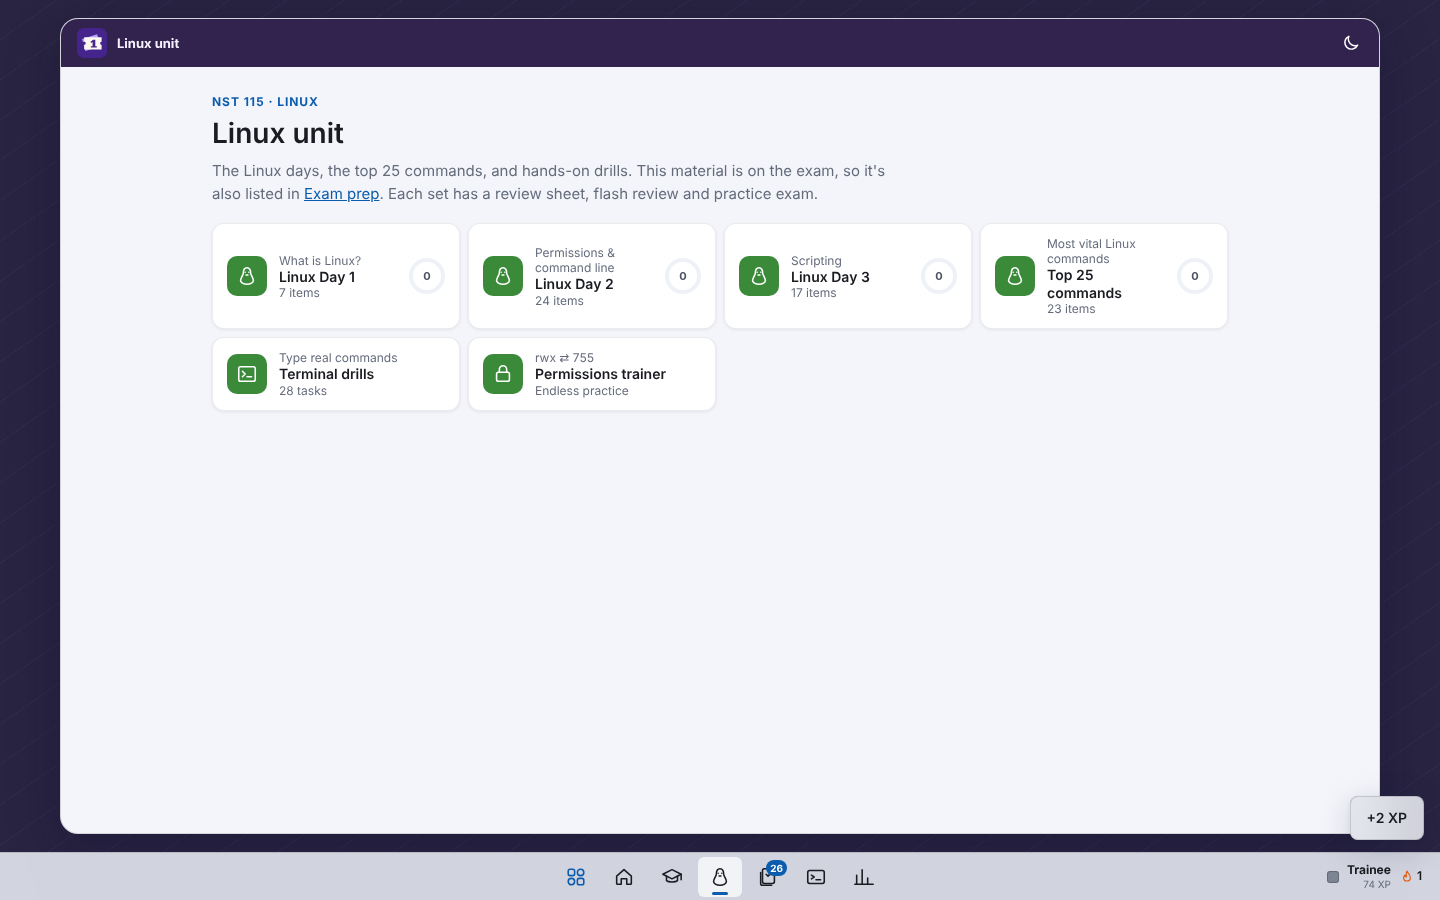 Linux unit
NST 115 · LINUX
Linux unit
The Linux days, the top 25 commands, and hands-on drills. This material is on the exam, so it's
also listed in Exam prep. Each set has a review sheet, flash review and practice exam.
What is Linux?
Linux Day 1
7 items
0
Permissions &
command line
Linux Day 2
24 items
0
Scripting
Linux Day 3
17 items
0
Most vital Linux
commands
Top 25
commands
23 items
0
Type real commands
Terminal drills
28 tasks
rwx ⇄ 755
Permissions trainer
Endless practice
+2 XP
26
Trainee
74 XP
1